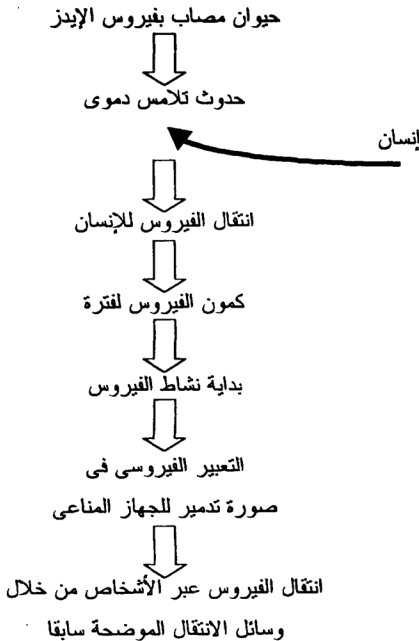 حيوان مصاب بفيروس الإيدز
حدوث تلامس دموى
إنسان
انتقال الفيروس للإنسان
كمون الفيروس لفترة
بداية نشاط الفيروس
التعبير الفيروسى فى
صورة تدمير للجهاز المناعى
انتقال الفيروس عبر الأشخاص من خلال
وسائل الانتقال الموضحة سابقا